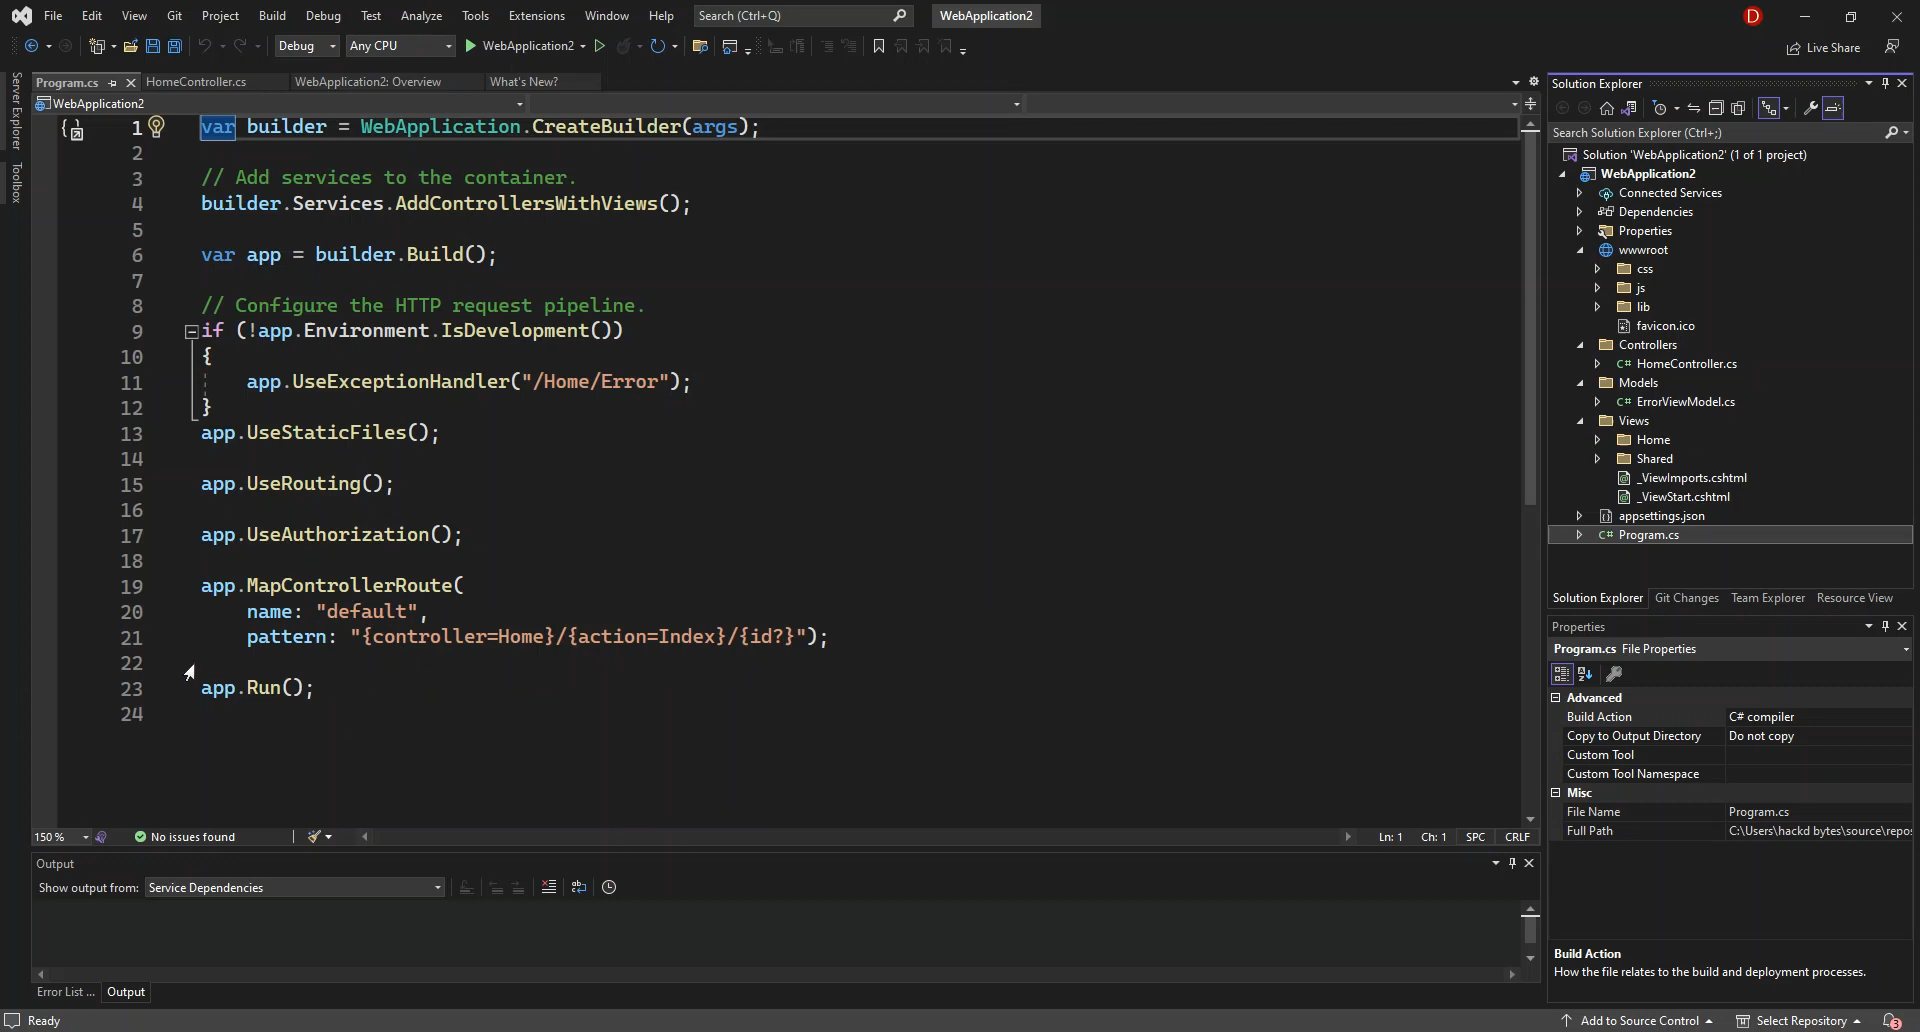 File Edit View Git Project Build Debug Test Analyze Tools Extensions Window Help Search (Ctrl+Q) WebApplication2 D
Debug Any CPU WebApplication2 Live Share
Server Explorer
Toolbox
Program.cs HomeController.cs WebApplication2: Overview What's New?
WebApplication2
1 var builder = WebApplication.CreateBuilder(args);
2
3 // Add services to the container.
4 builder.Services.AddControllersWithViews();
5
6 var app = builder.Build();
7
8 // Configure the HTTP request pipeline.
9 if (!app.Environment.IsDevelopment())
10 {
11 app.UseExceptionHandler("/Home/Error");
12 }
13 app.UseStaticFiles();
14
15 app.UseRouting();
16
17 app.UseAuthorization();
18
19 app.MapControllerRoute(
20 name: "default",
21 pattern: "{controller=Home}/{action=Index}/{id?}");
22
23 app.Run();
24
150 % No issues found Ln: 1 Ch: 1 SPC CRLF
Output
Show output from: Service Dependencies
Error List ... Output
Solution Explorer
Search Solution Explorer (Ctrl+;)
Solution 'WebApplication2' (1 of 1 project)
WebApplication2
Connected Services
Dependencies
Properties
wwwroot
css
js
lib
favicon.ico
Controllers
C# HomeController.cs
Models
C# ErrorViewModel.cs
Views
Home
Shared
_ViewImports.cshtml
_ViewStart.cshtml
appsettings.json
C# Program.cs
Solution Explorer Git Changes Team Explorer Resource View
Properties
Program.cs File Properties
Advanced
Build Action C# compiler
Copy to Output Directory Do not copy
Custom Tool
Custom Tool Namespace
Misc
File Name Program.cs
Full Path C:\Users\hackd bytes\source\repos
Build Action
How the file relates to the build and deployment processes.
Ready Add to Source Control Select Repository 3